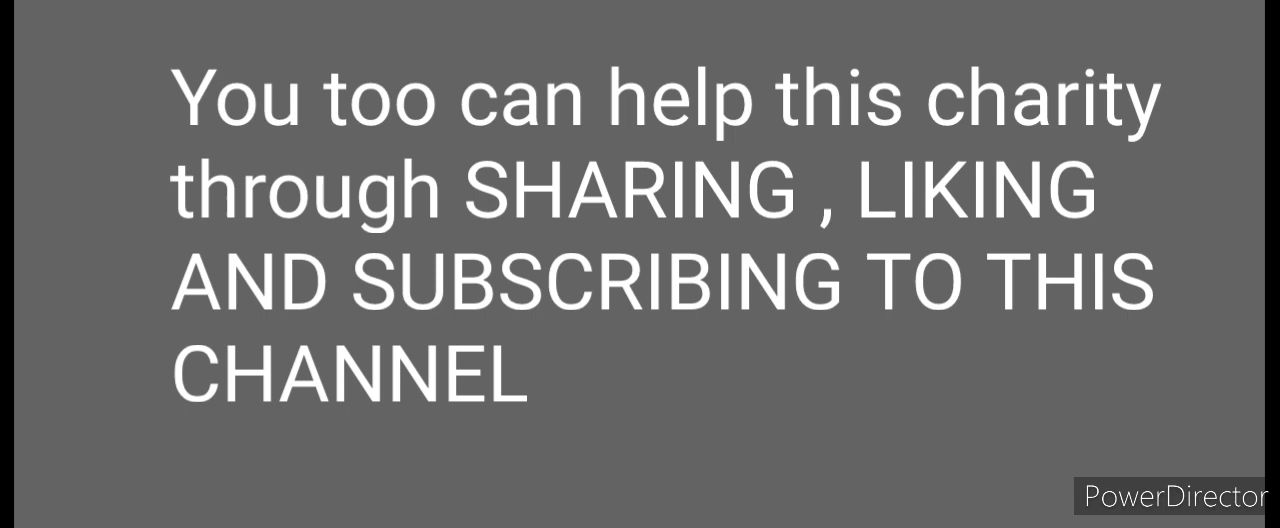 You too can help this charity
through SHARING , LIKING
AND SUBSCRIBING TO THIS
CHANNEL
PowerDirector